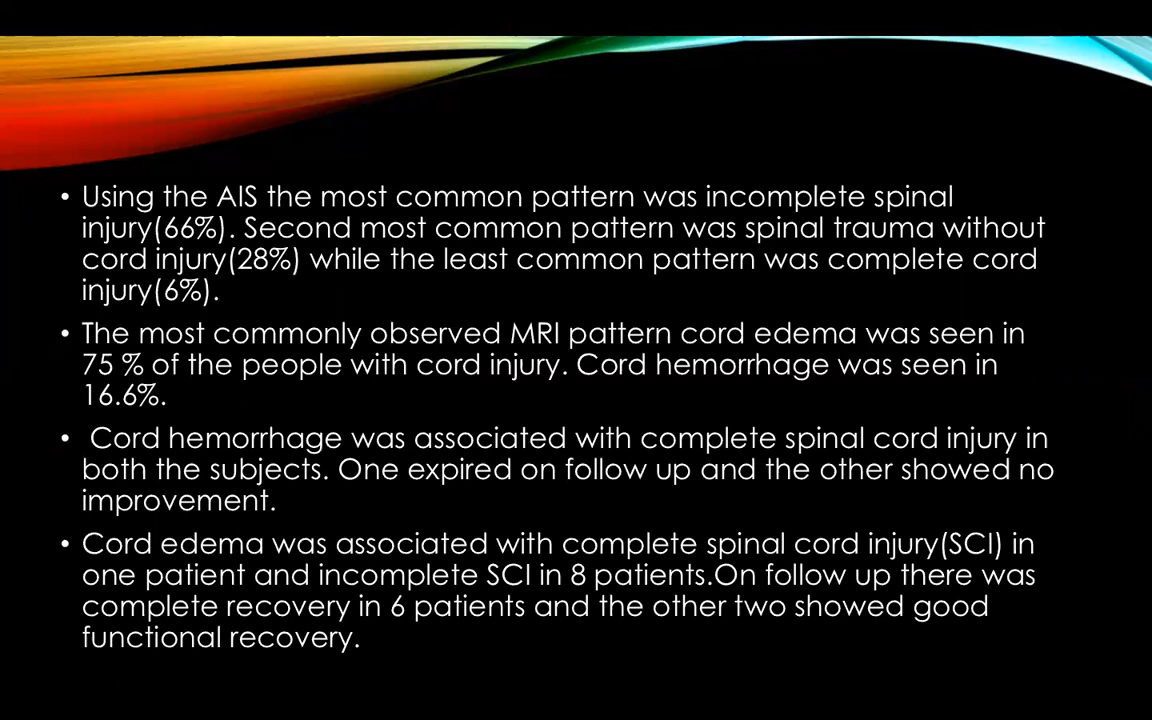 • Using the AIS the most common pattern was incomplete spinal
injury(66%). Second most common pattern was spinal trauma without
cord injury(28%) while the least common pattern was complete cord
injury(6%).
• The most commonly observed MRI pattern cord edema was seen in
75 % of the people with cord injury. Cord hemorrhage was seen in
16.6%.
• Cord hemorrhage was associated with complete spinal cord injury in
both the subjects. One expired on follow up and the other showed no
improvement.
• Cord edema was associated with complete spinal cord injury(SCI) in
one patient and incomplete SCI in 8 patients.On follow up there was
complete recovery in 6 patients and the other two showed good
functional recovery.